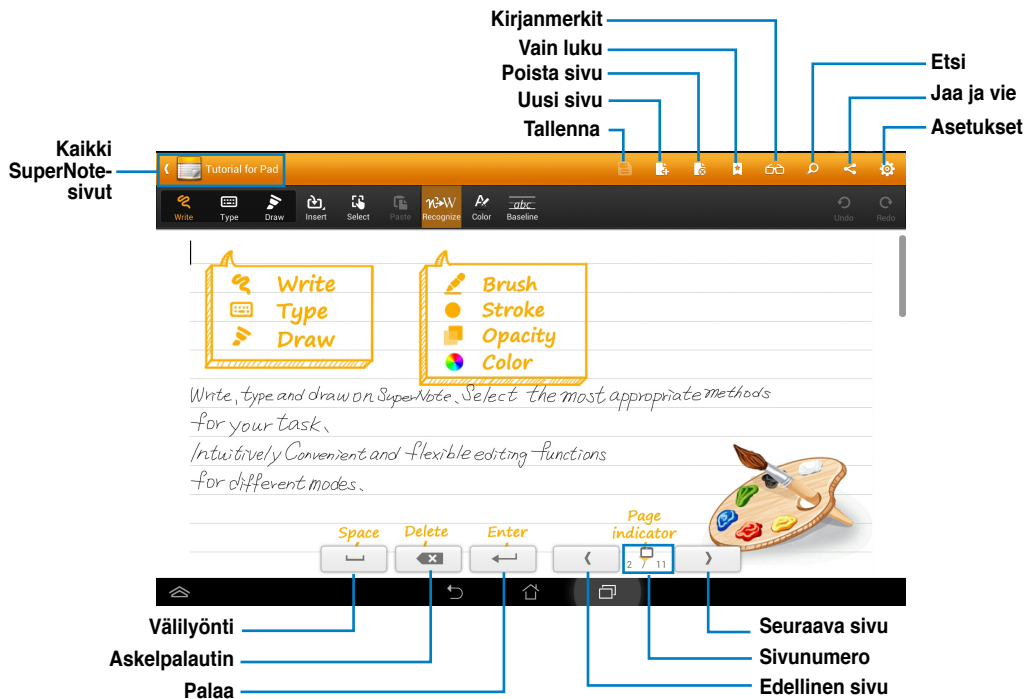 Kirjanmerkit
Vain luku
Poista sivu
Uusi sivu
Tallenna
Etsi
Jaa ja vie
Asetukset
Kaikki
SuperNote-
sivut
Tutorial for Pad
Write Type Draw Insert Select Paste Recognize Color abc Baseline Undo Redo
Write
Type
Draw
Brush
Stroke
Opacity
Color
Write, type and draw on SuperNote、Select the most appropriate methods
for your task、
Intuitively Convenient and flexible editing functions
for different modes、
Space Delete Enter Page
indicator
2 / 11
Välilyönti
Askelpalautin
Palaa
Seuraava sivu
Sivunumero
Edellinen sivu